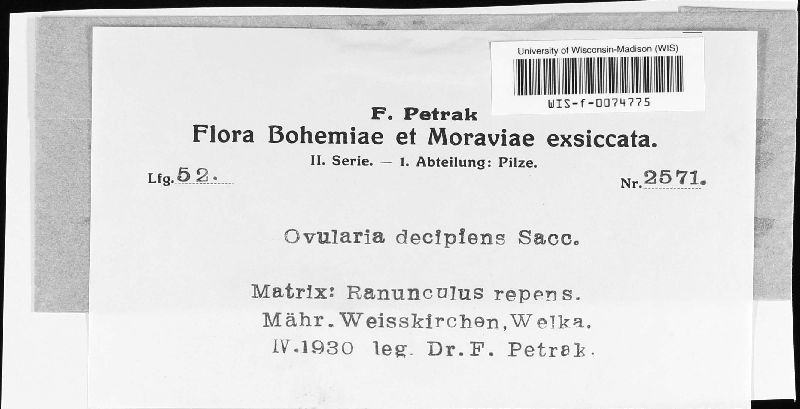 University of Wisconsin-Madison (WIS)
WIS-f-0074775
F. Petrak
Flora Bohemiae et Moraviae exsiccata.
II. Serie. — 1. Abteilung: Pilze.
Lfg. 52.
Nr. 2571.
Ovularia decipiens Sacc.
Matrix: Ranunculus repens.
Mähr. Weisskirchen, Welka.
IV.1930 leg. Dr. F. Petrak.